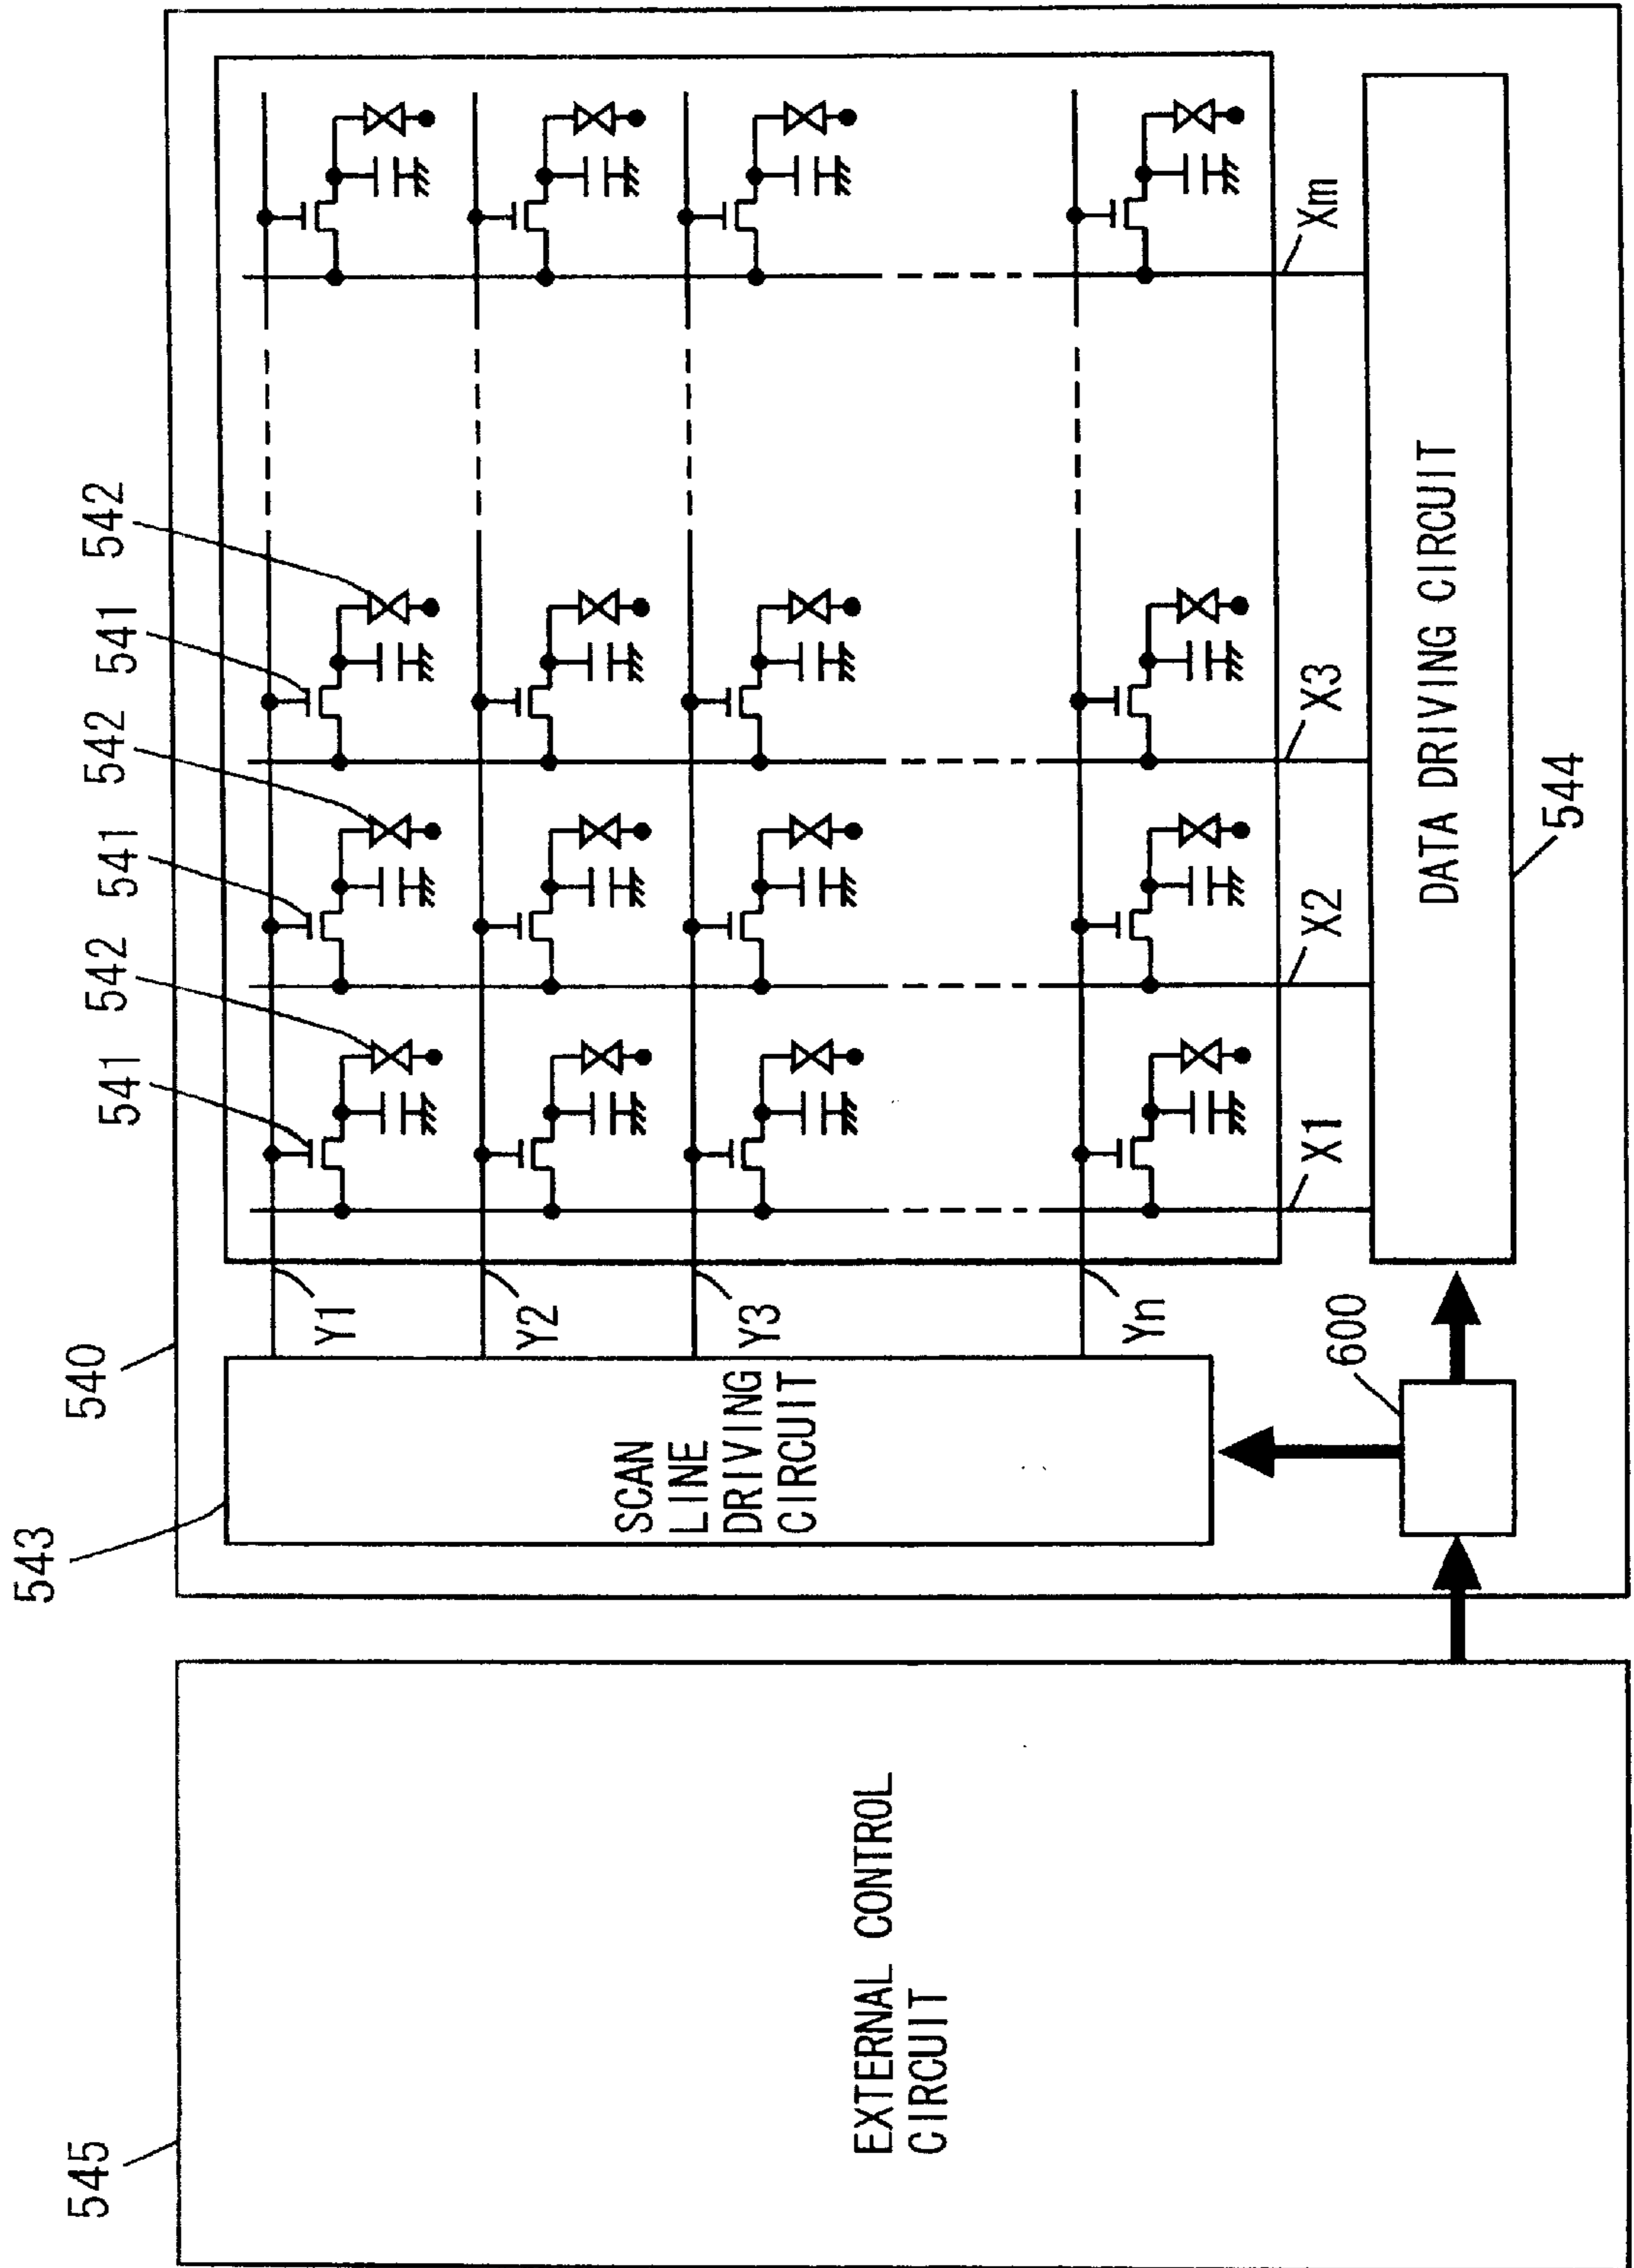 545
EXTERNAL CONTROL
CIRCUIT
543
540
SCAN
LINE
DRIVING
CIRCUIT
541
542
541
542
541
542
Y1
Y2
Y3
Yn
X1
X2
X3
Xm
600
DATA DRIVING CIRCUIT
544